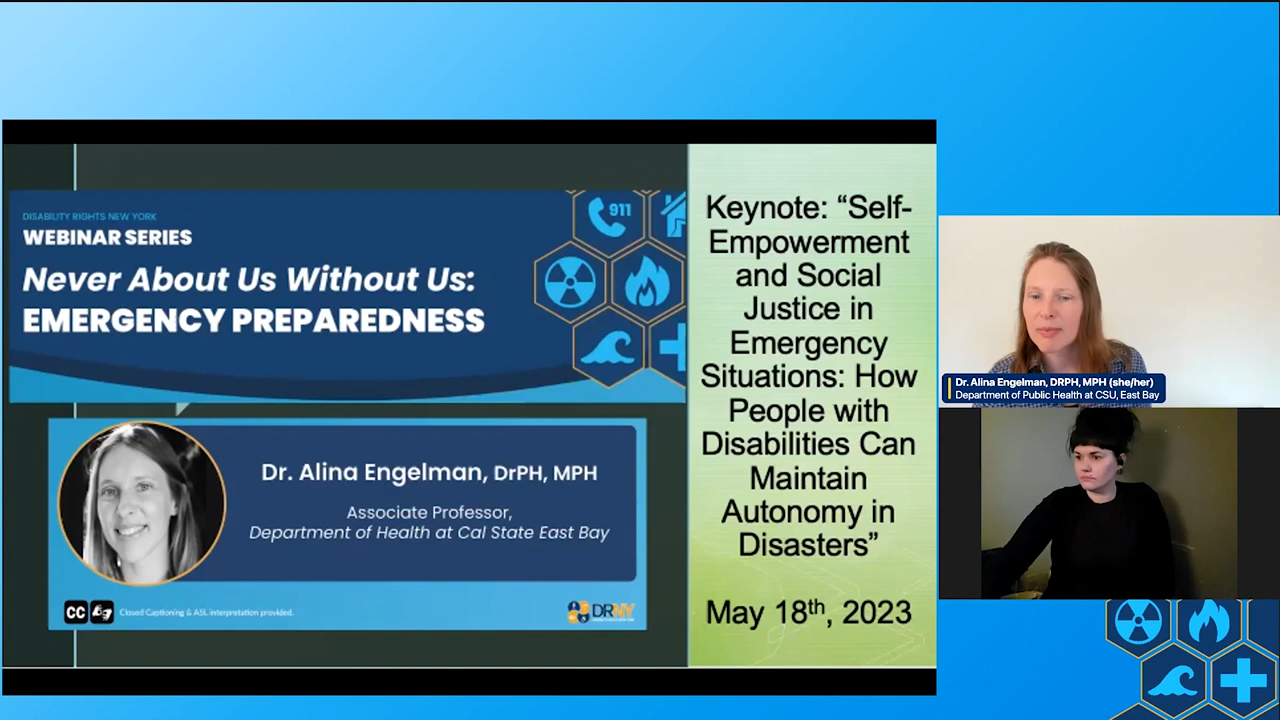 DISABILITY RIGHTS NEW YORK
WEBINAR SERIES
Never About Us Without Us:
EMERGENCY PREPAREDNESS
911
Dr. Alina Engelman, DrPH, MPH
Associate Professor,
Department of Health at Cal State East Bay
CC
Closed Captioning & ASL interpretation provided.
DRNY
Keynote: “Self-
Empowerment
and Social
Justice in
Emergency
Situations: How
People with
Disabilities Can
Maintain
Autonomy in
Disasters”
May 18th, 2023
Dr. Alina Engelman, DRPH, MPH (she/her)
Department of Public Health at CSU, East Bay